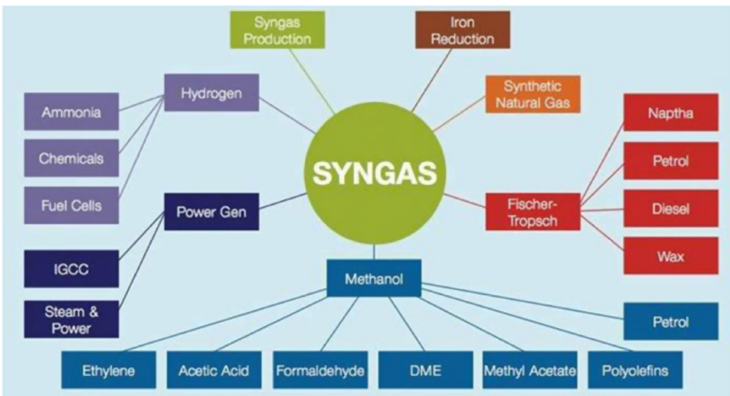 Syngas
Production
Iron
Reduction
Hydrogen
Synthetic
Natural Gas
Ammonia
Chemicals
Fuel Cells
Naptha
Petrol
Diesel
Wax
SYNGAS
Power Gen
Fischer-
Tropsch
IGCC
Steam &
Power
Methanol
Petrol
Ethylene
Acetic Acid
Formaldehyde
DME
Methyl Acetate
Polyolefins